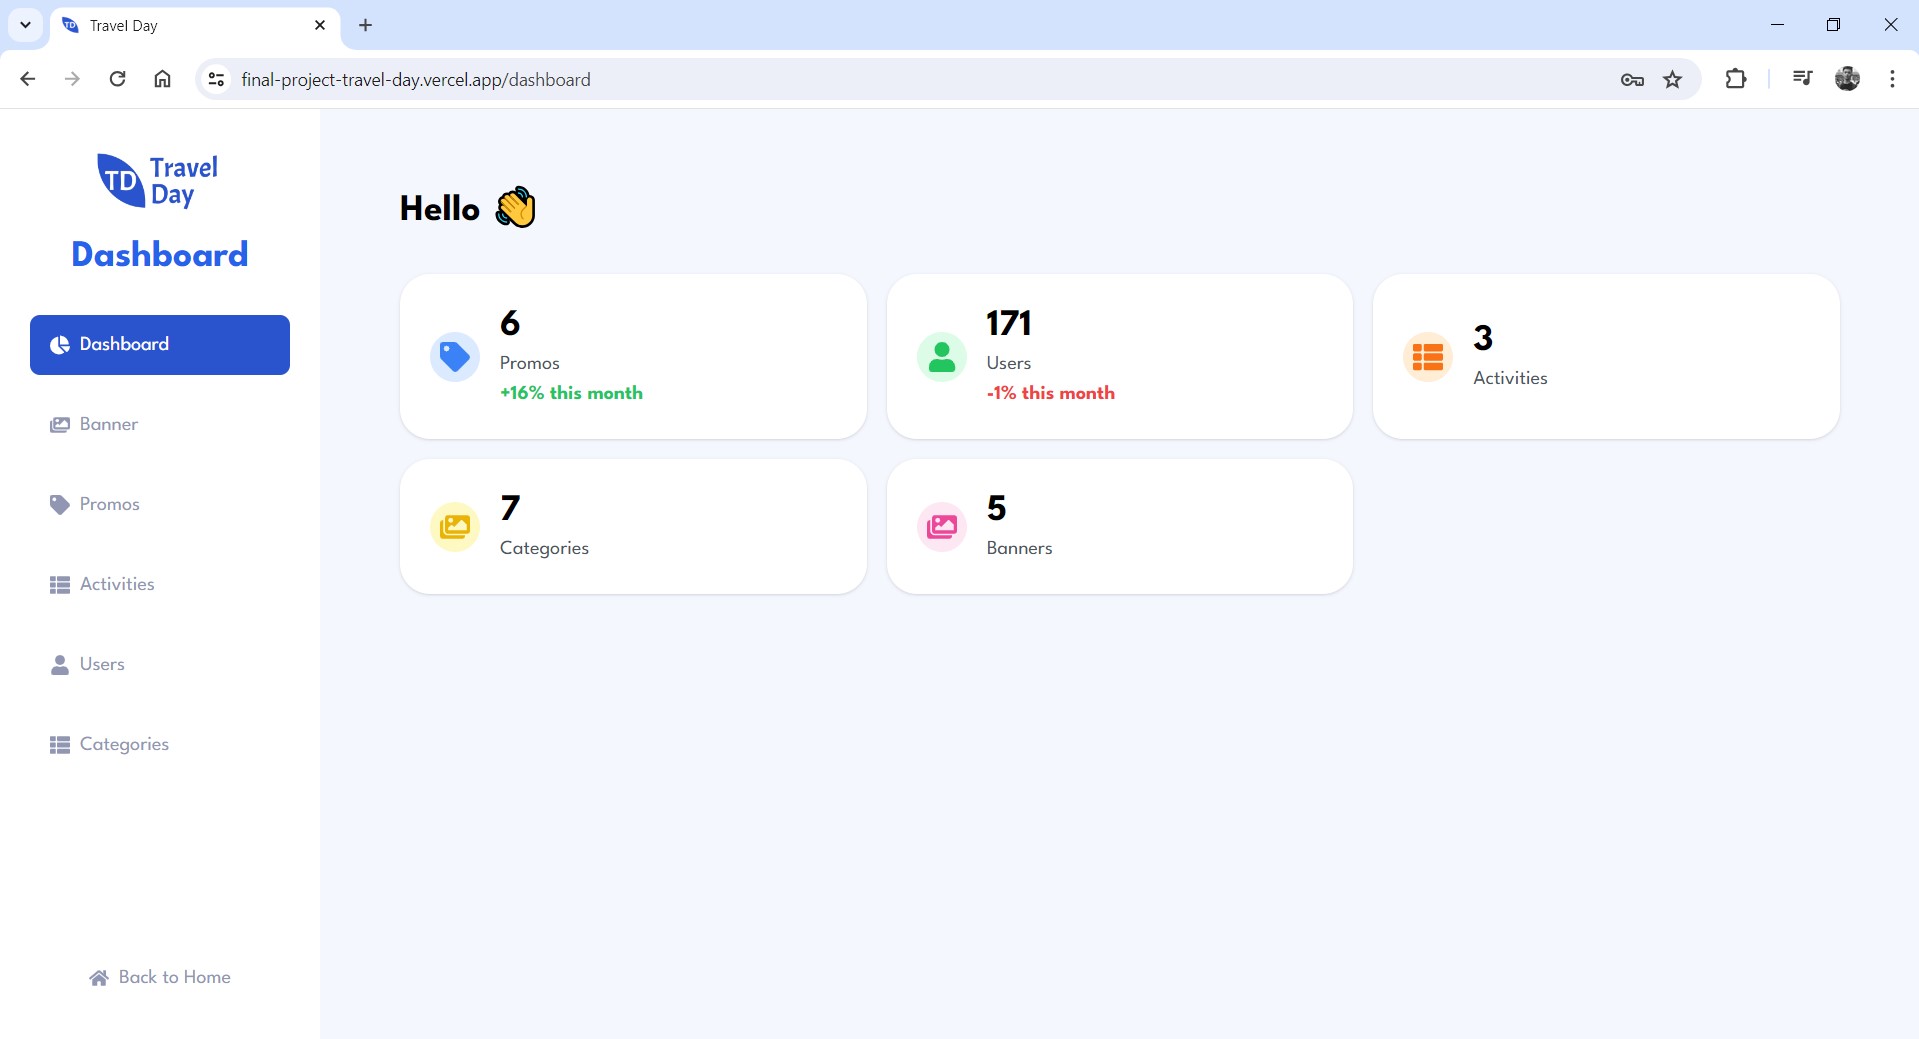 Travel Day
final-project-travel-day.vercel.app/dashboard
TD Travel
Day
Dashboard
Dashboard
Banner
Promos
Activities
Users
Categories
Back to Home
Hello
6
Promos
+16% this month
171
Users
-1% this month
3
Activities
7
Categories
5
Banners